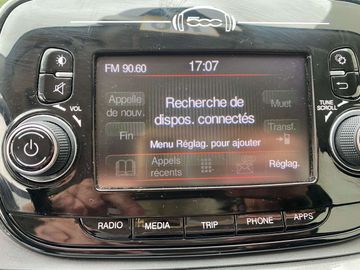 500
FM 90.60
17:07
Appelle
de nouv.
Muet
Recherche de
dispos. connectés
Fin
Transf.
Menu Réglag. pour ajouter
Appels
récents
Réglag.
VOL
TUNE
SCROLL
RADIO
MEDIA
TRIP
PHONE
APPS